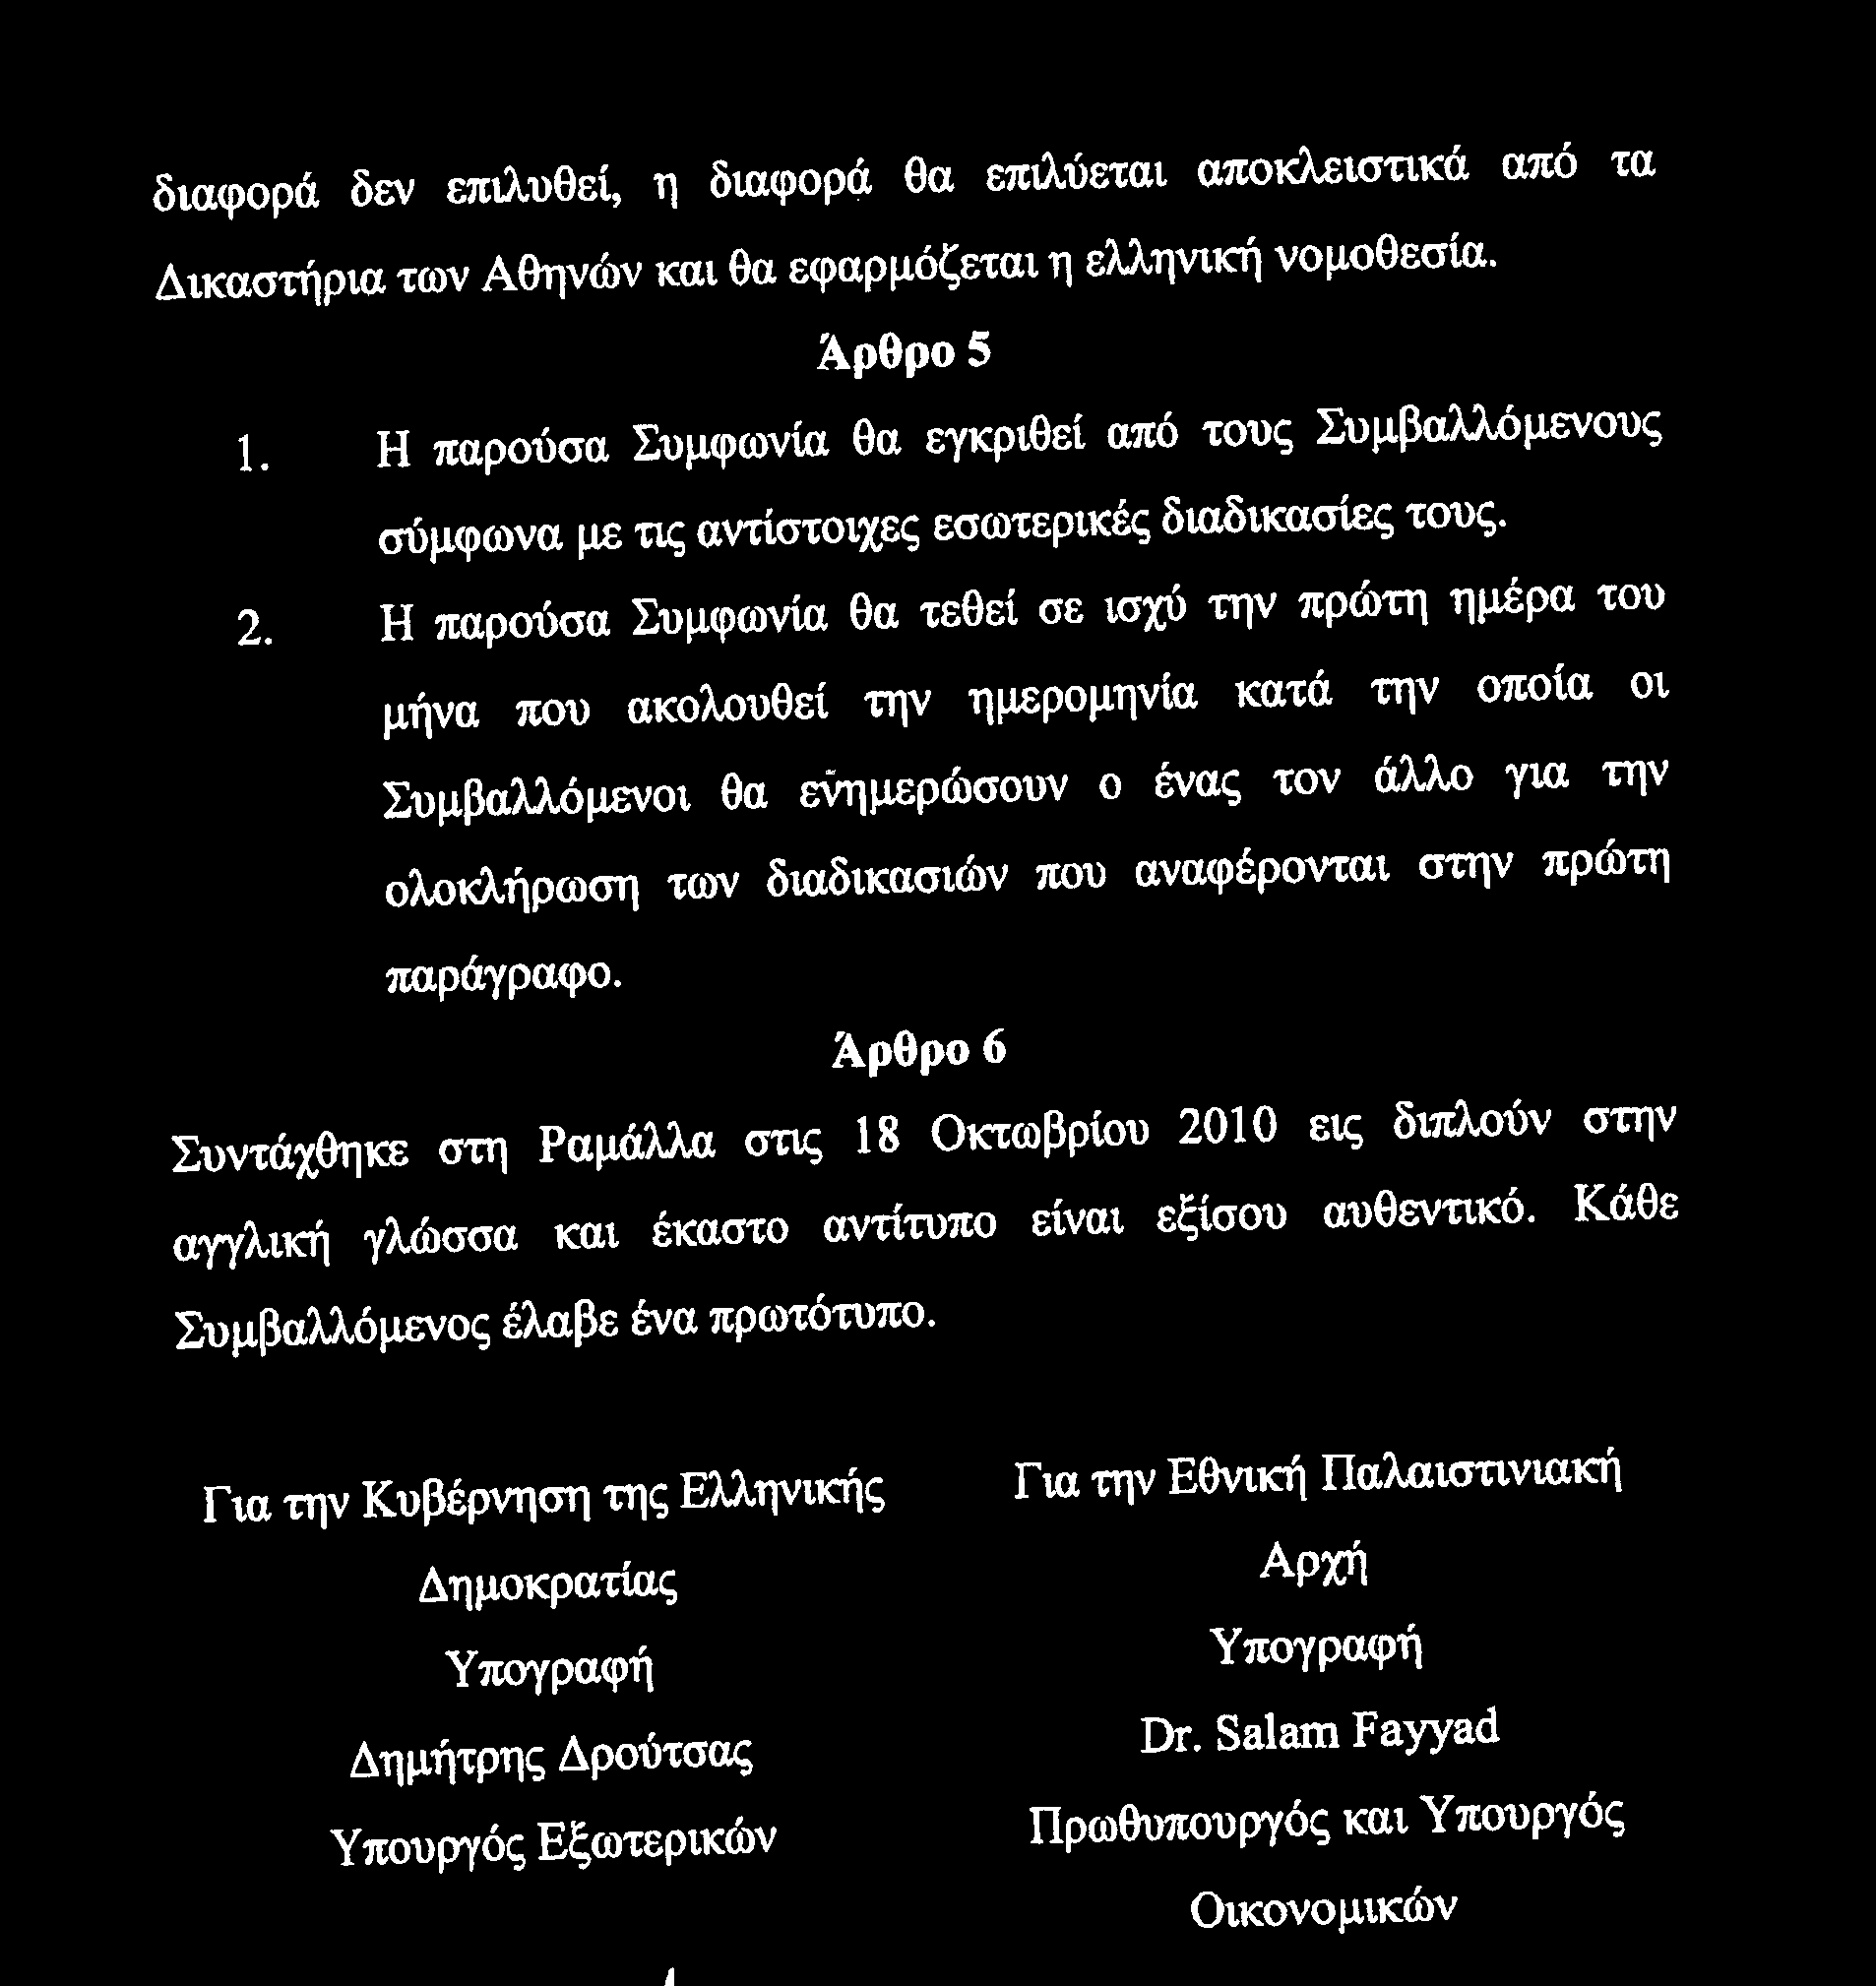 διαφορά δεν επιλυθεί, η διαφορά θα επιλύεται αποκλειστικά από τα
Δικαστήρια των Αθηνών και θα εφαρμόζεται η ελληνική νομοθεσία.
Άρθρο 5
1. Η παρούσα Συμφωνία θα εγκριθεί από τους Συμβαλλόμενους
σύμφωνα με τις αντίστοιχες εσωτερικές διαδικασίες τους.
2. Η παρούσα Συμφωνία θα τεθεί σε ισχύ την πρώτη ημέρα του
μήνα που ακολουθεί την ημερομηνία κατά την οποία οι
Συμβαλλόμενοι θα ενημερώσουν ο ένας τον άλλο για την
ολοκλήρωση των διαδικασιών που αναφέρονται στην πρώτη
παράγραφο.
Άρθρο 6
Συντάχθηκε στη Ραμάλλα στις 18 Οκτωβρίου 2010 εις διπλούν στην
αγγλική γλώσσα και έκαστο αντίτυπο είναι εξίσου αυθεντικό. Κάθε
Συμβαλλόμενος έλαβε ένα πρωτότυπο.
Για την Κυβέρνηση της Ελληνικής
Δημοκρατίας
Υπογραφή
Δημήτρης Δρούτσας
Υπουργός Εξωτερικών
Για την Εθνική Παλαιστινιακή
Αρχή
Υπογραφή
Dr. Salam Fayyad
Πρωθυπουργός και Υπουργός
Οικονομικών